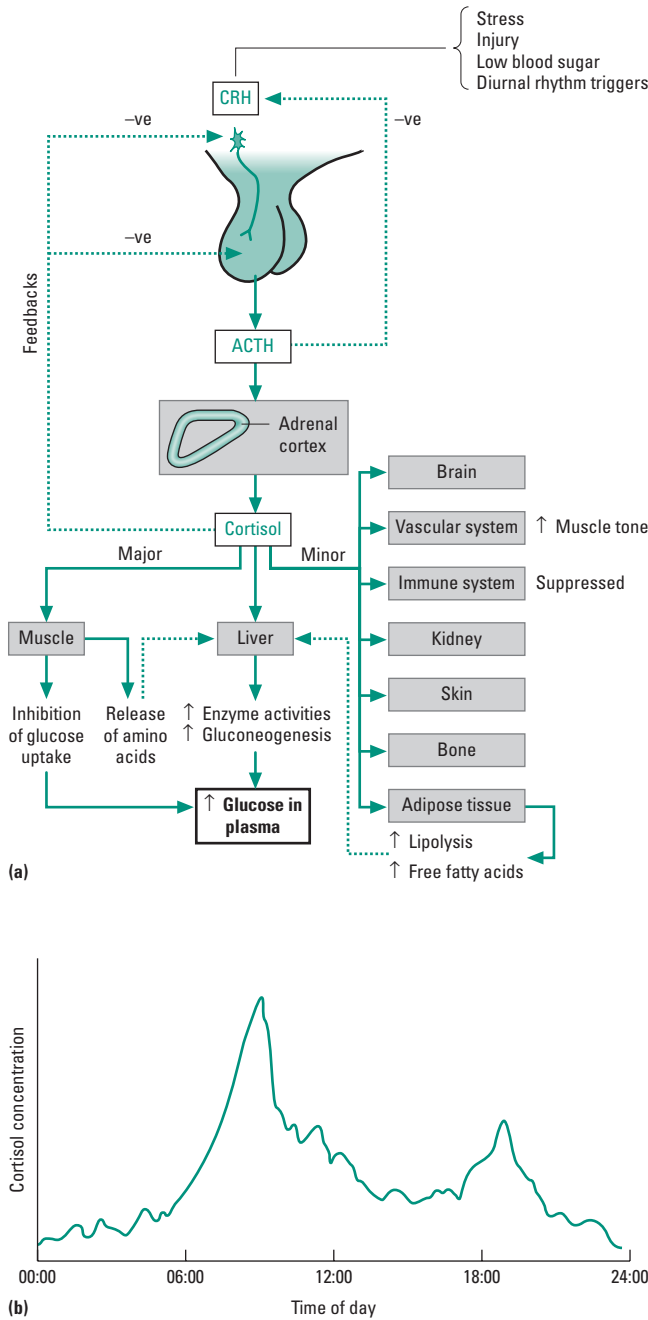 Stress
Injury
Low blood sugar
Diurnal rhythm triggers
CRH
–ve
–ve
–ve
Feedbacks
ACTH
Adrenal
cortex
Cortisol
Major
Minor
Brain
Vascular system
↑ Muscle tone
Immune system
Suppressed
Kidney
Skin
Bone
Adipose tissue
↑ Lipolysis
↑ Free fatty acids
Muscle
Liver
Inhibition
of glucose
uptake
Release
of amino
acids
↑ Enzyme activities
↑ Gluconeogenesis
↑ Glucose in
plasma
(a)
Cortisol concentration
00:00
06:00
12:00
18:00
24:00
Time of day
(b)